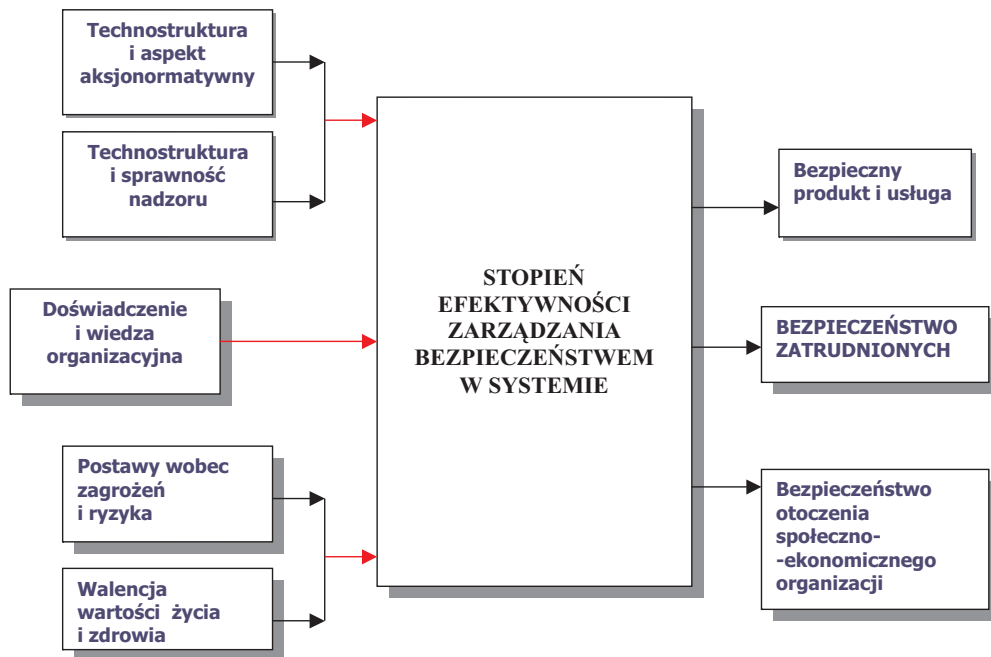 Technostruktura
i aspekt
aksjonormatywny
Technostruktura
i sprawność
nadzoru
Doświadczenie
i wiedza
organizacyjna
Postawy wobec
zagrożeń
i ryzyka
Walencja
wartości życia
i zdrowia
STOPIEŃ
EFEKTYWNOŚCI
ZARZĄDZANIA
BEZPIECZEŃSTWEM
W SYSTEMIE
Bezpieczny
produkt i usługa
BEZPIECZEŃSTWO
ZATRUDNIONYCH
Bezpieczeństwo
otoczenia
społeczno-
-ekonomicznego
organizacji